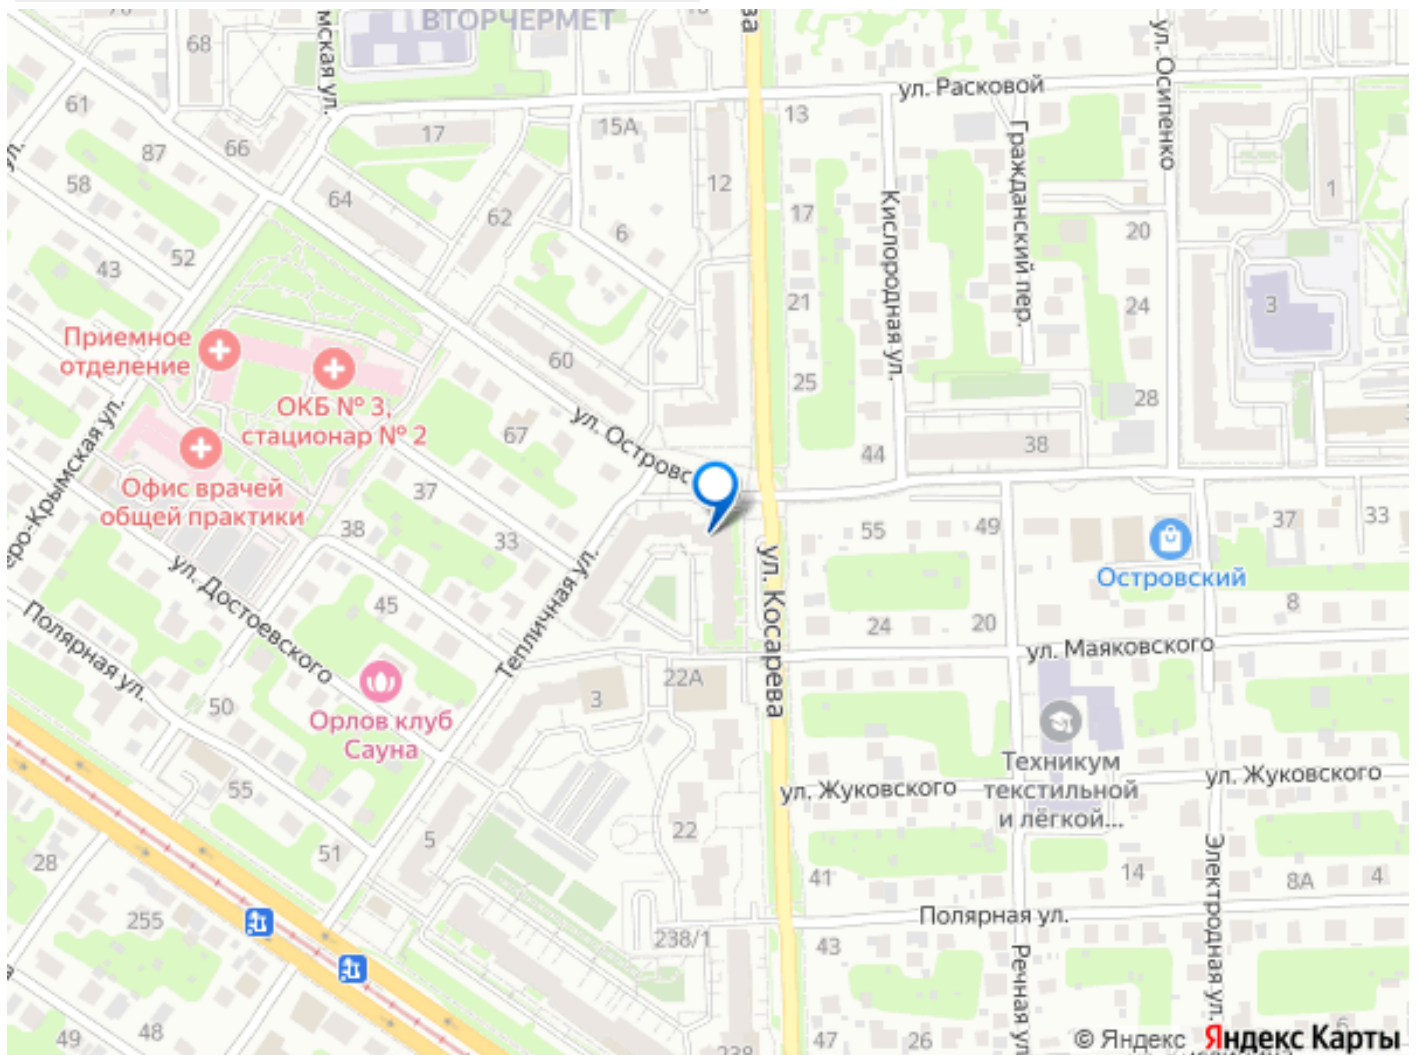 ВТОРЧЕРМЕТ
68
61
87
66
17
15А
13
ул. Расковой
ул. Осипенко
58
64
62
12
17
Кислородная ул.
Гражданский пер.
1
52
43
6
20
21
24
3
Приемное
отделение
60
25
28
ОКБ № 3,
стационар № 2
67
ул. Островс
44
38
Офис врачей
общей практики
37
38
33
55
49
37
33
Островский
ул. Достоевского
45
Тепличная ул.
ул. Косарева
24
20
8
ул. Маяковского
Полярная ул.
50
Орлов клуб
Сауна
3
22А
Техникум
текстильной
и лёгкой...
ул. Жуковского
ул. Жуковского
55
51
5
22
41
14
8А
4
28
255
Полярная ул.
238/1
43
Речная ул.
Электродная ул.
49
48
47
26
238
© Яндекс Яндекс Карты